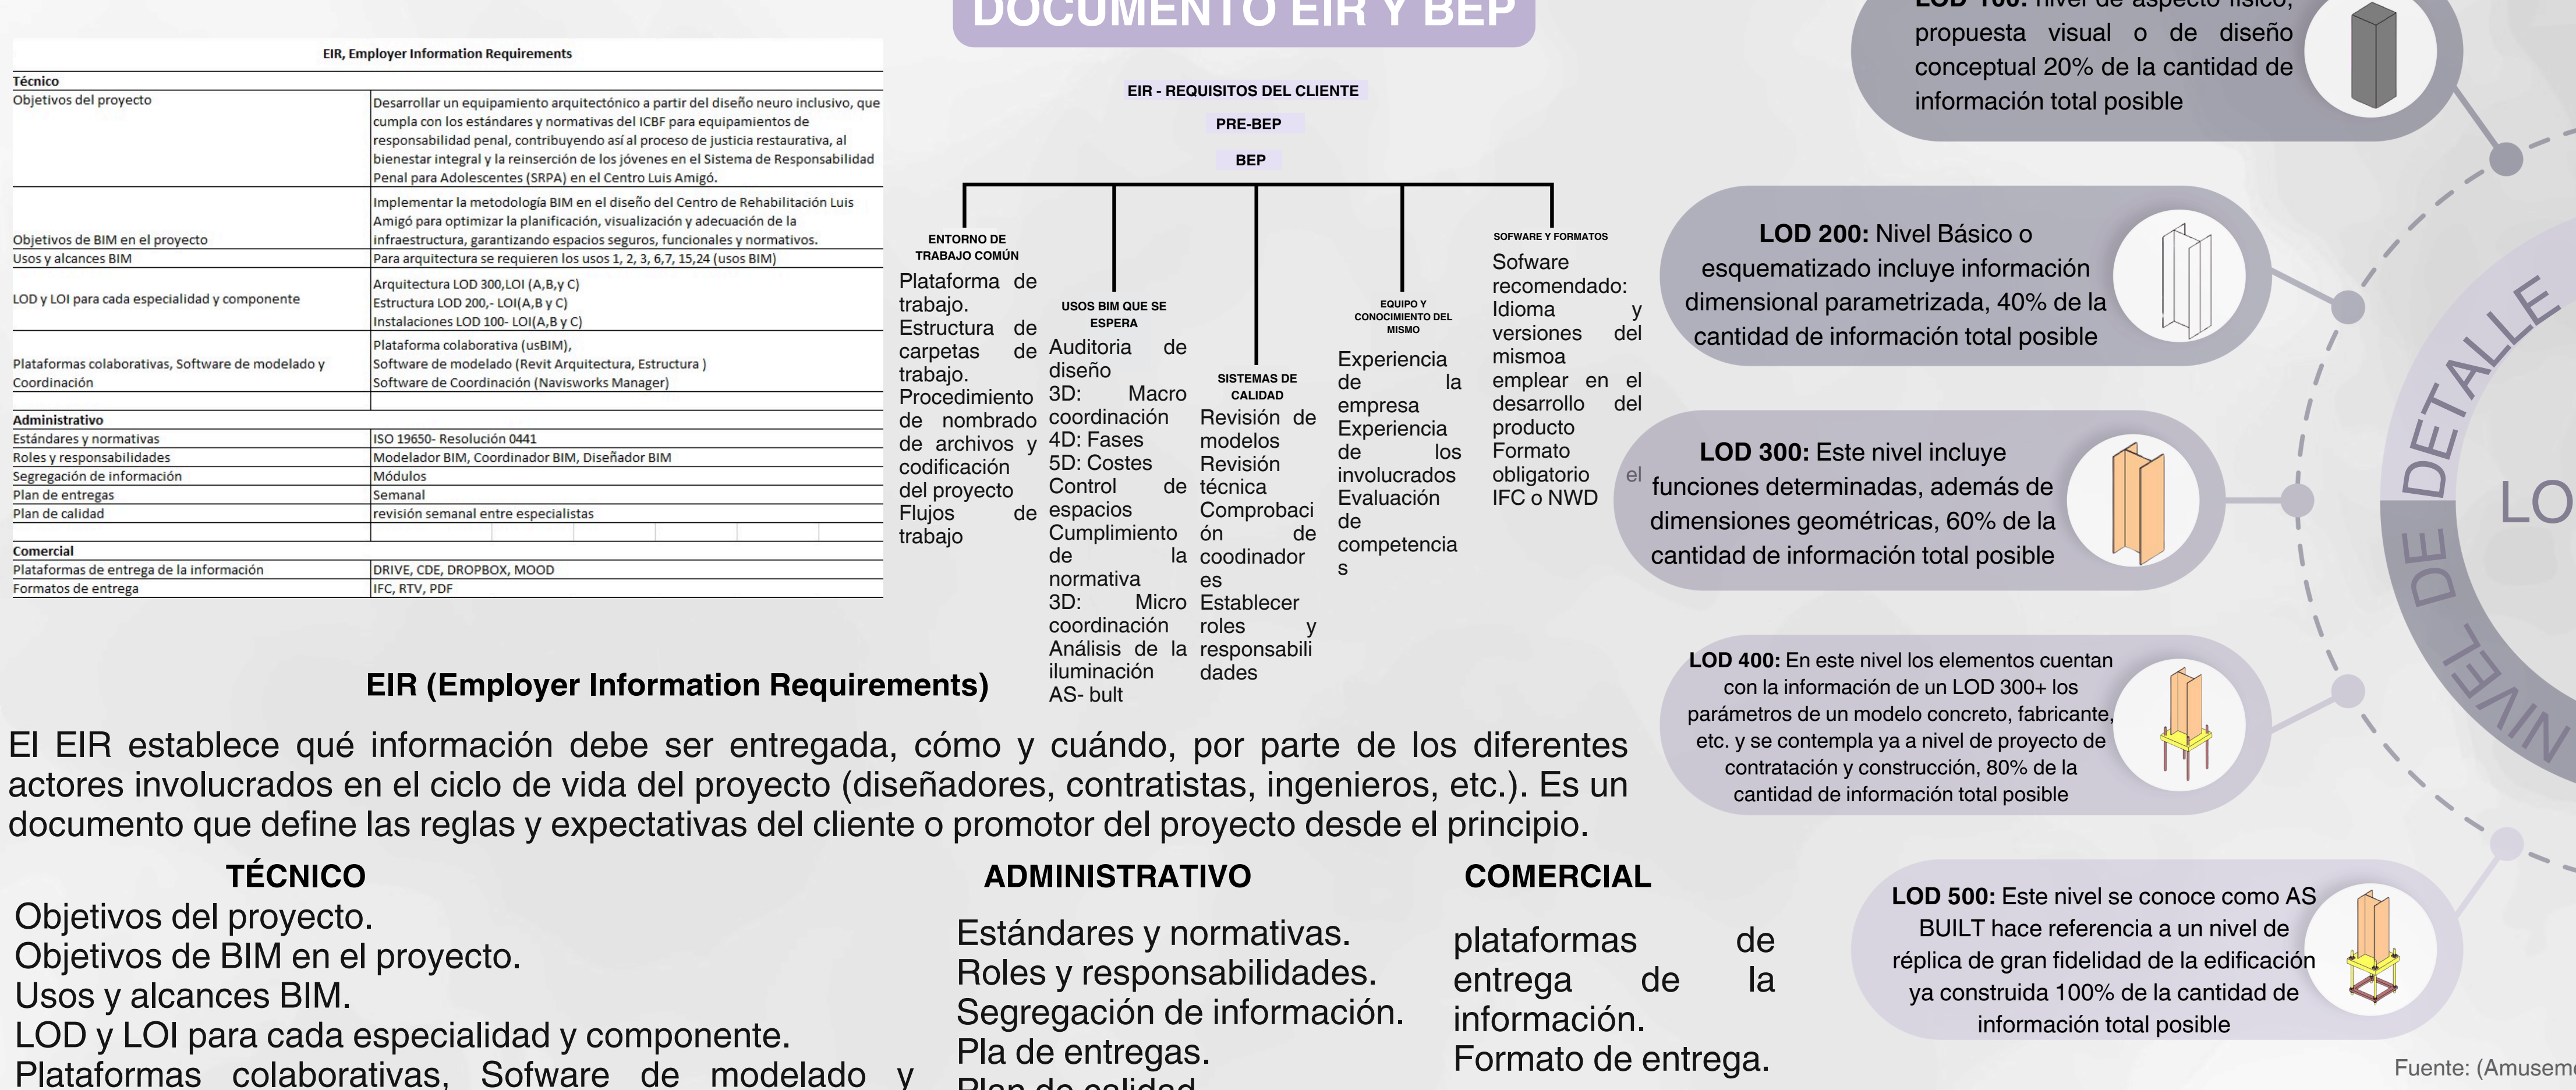 DOCUMENTO EIR Y BEP
EIR, Employer Information Requirements
Técnico
Objetivos del proyecto
Desarrollar un equipamiento arquitectónico a partir del diseño neuro inclusivo, que
cumpla con los estándares y normativas del ICBF para equipamientos de
responsabilidad penal, contribuyendo así al proceso de justicia restaurativa, al
bienestar integral y la reinserción de los jóvenes en el Sistema de Responsabilidad
Penal para Adolescentes (SRPA) en el Centro Luis Amigó.
Objetivos de BIM en el proyecto
Implementar la metodología BIM en el diseño del Centro de Rehabilitación Luis
Amigó para optimizar la planificación, visualización y adecuación de la
infraestructura, garantizando espacios seguros, funcionales y normativos.
Usos y alcances BIM
Para arquitectura se requieren los usos 1, 2, 3, 6,7, 15,24 (usos BIM)
LOD y LOI para cada especialidad y componente
Arquitectura LOD 300,LOI (A,B,y C)
Estructura LOD 200,- LOI(A,B y C)
Instalaciones LOD 100- LOI(A,B y C)
Plataformas colaborativas, Software de modelado y
Coordinación
Plataforma colaborativa (usBIM),
Software de modelado (Revit Arquitectura, Estructura )
Software de Coordinación (Navisworks Manager)
Administrativo
Estándares y normativas
ISO 19650- Resolución 0441
Roles y responsabilidades
Modelador BIM, Coordinador BIM, Diseñador BIM
Segregación de información
Módulos
Plan de entregas
Semanal
Plan de calidad
revisión semanal entre especialistas
Comercial
Plataformas de entrega de la información
DRIVE, CDE, DROPBOX, MOOD
Formatos de entrega
IFC, RTV, PDF
EIR - REQUISITOS DEL CLIENTE
PRE-BEP
BEP
ENTORNO DE
TRABAJO COMÚN
Plataforma de
trabajo.
Estructura de
carpetas de
trabajo.
Procedimiento
de nombrado
de archivos y
codificación
del proyecto
Flujos de
trabajo
USOS BIM QUE SE
ESPERA
Auditoria de
diseño
3D: Macro
coordinación
4D: Fases
5D: Costes
Control de
espacios
Cumplimiento
de la
normativa
3D: Micro
coordinación
Análisis de la
iluminación
AS- bult
SISTEMAS DE
CALIDAD
Revisión de
modelos
Revisión
técnica
Comprobaci
ón de
coodinador
es
Establecer
roles y
responsabili
dades
EQUIPO Y
CONOCIMIENTO DEL
MISMO
Experiencia
de la
empresa
Experiencia
de los
involucrados
Evaluación
de
competencia
s
SOFWARE Y FORMATOS
Sofware
recomendado:
Idioma y
versiones del
mismoa
emplear en el
desarrollo del
producto
Formato
obligatorio el
IFC o NWD
EIR (Employer Information Requirements)
El EIR establece qué información debe ser entregada, cómo y cuándo, por parte de los diferentes
actores involucrados en el ciclo de vida del proyecto (diseñadores, contratistas, ingenieros, etc.). Es un
documento que define las reglas y expectativas del cliente o promotor del proyecto desde el principio.
TÉCNICO
Objetivos del proyecto.
Objetivos de BIM en el proyecto.
Usos y alcances BIM.
LOD y LOI para cada especialidad y componente.
Plataformas colaborativas, Sofware de modelado y
ADMINISTRATIVO
Estándares y normativas.
Roles y responsabilidades.
Segregación de información.
Pla de entregas.
Plan de calidad
COMERCIAL
plataformas de
entrega de la
información.
Formato de entrega.
LOD 100: nivel de aspecto físico,
propuesta visual o de diseño
conceptual 20% de la cantidad de
información total posible
LOD 200: Nivel Básico o
esquematizado incluye información
dimensional parametrizada, 40% de la
cantidad de información total posible
LOD 300: Este nivel incluye
funciones determinadas, además de
dimensiones geométricas, 60% de la
cantidad de información total posible
LOD 400: En este nivel los elementos cuentan
con la información de un LOD 300+ los
parámetros de un modelo concreto, fabricante,
etc. y se contempla ya a nivel de proyecto de
contratación y construcción, 80% de la
cantidad de información total posible
LOD 500: Este nivel se conoce como AS
BUILT hace referencia a un nivel de
réplica de gran fidelidad de la edificación
ya construida 100% de la cantidad de
información total posible
NIVEL DE DETALLE
LO
Fuente: (Amusem